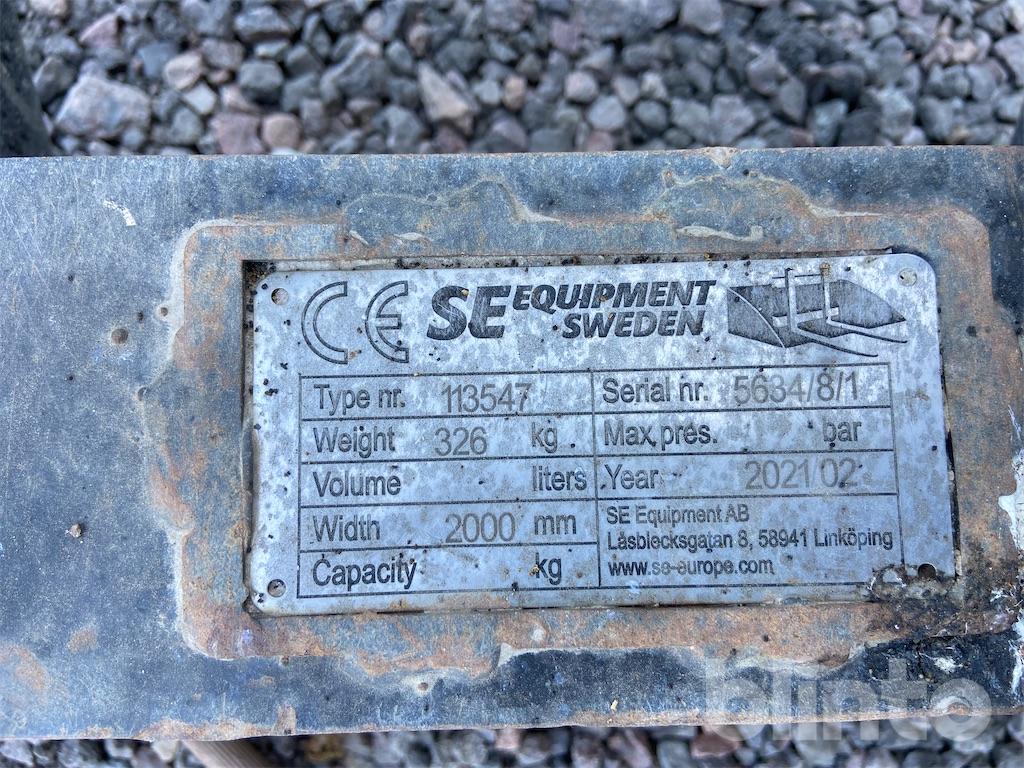 CE SE EQUIPMENT SWEDEN
Type nr. 113547
Serial nr. 5634/8/1
Weight 326 kg
Max, pres. bar
Volume liters
Year 2021/02
Width 2000 mm
SE Equipment AB
Låsblecksgatan 8, 58941 Linköping
Capacity kg
www.se-europe.com
blinto